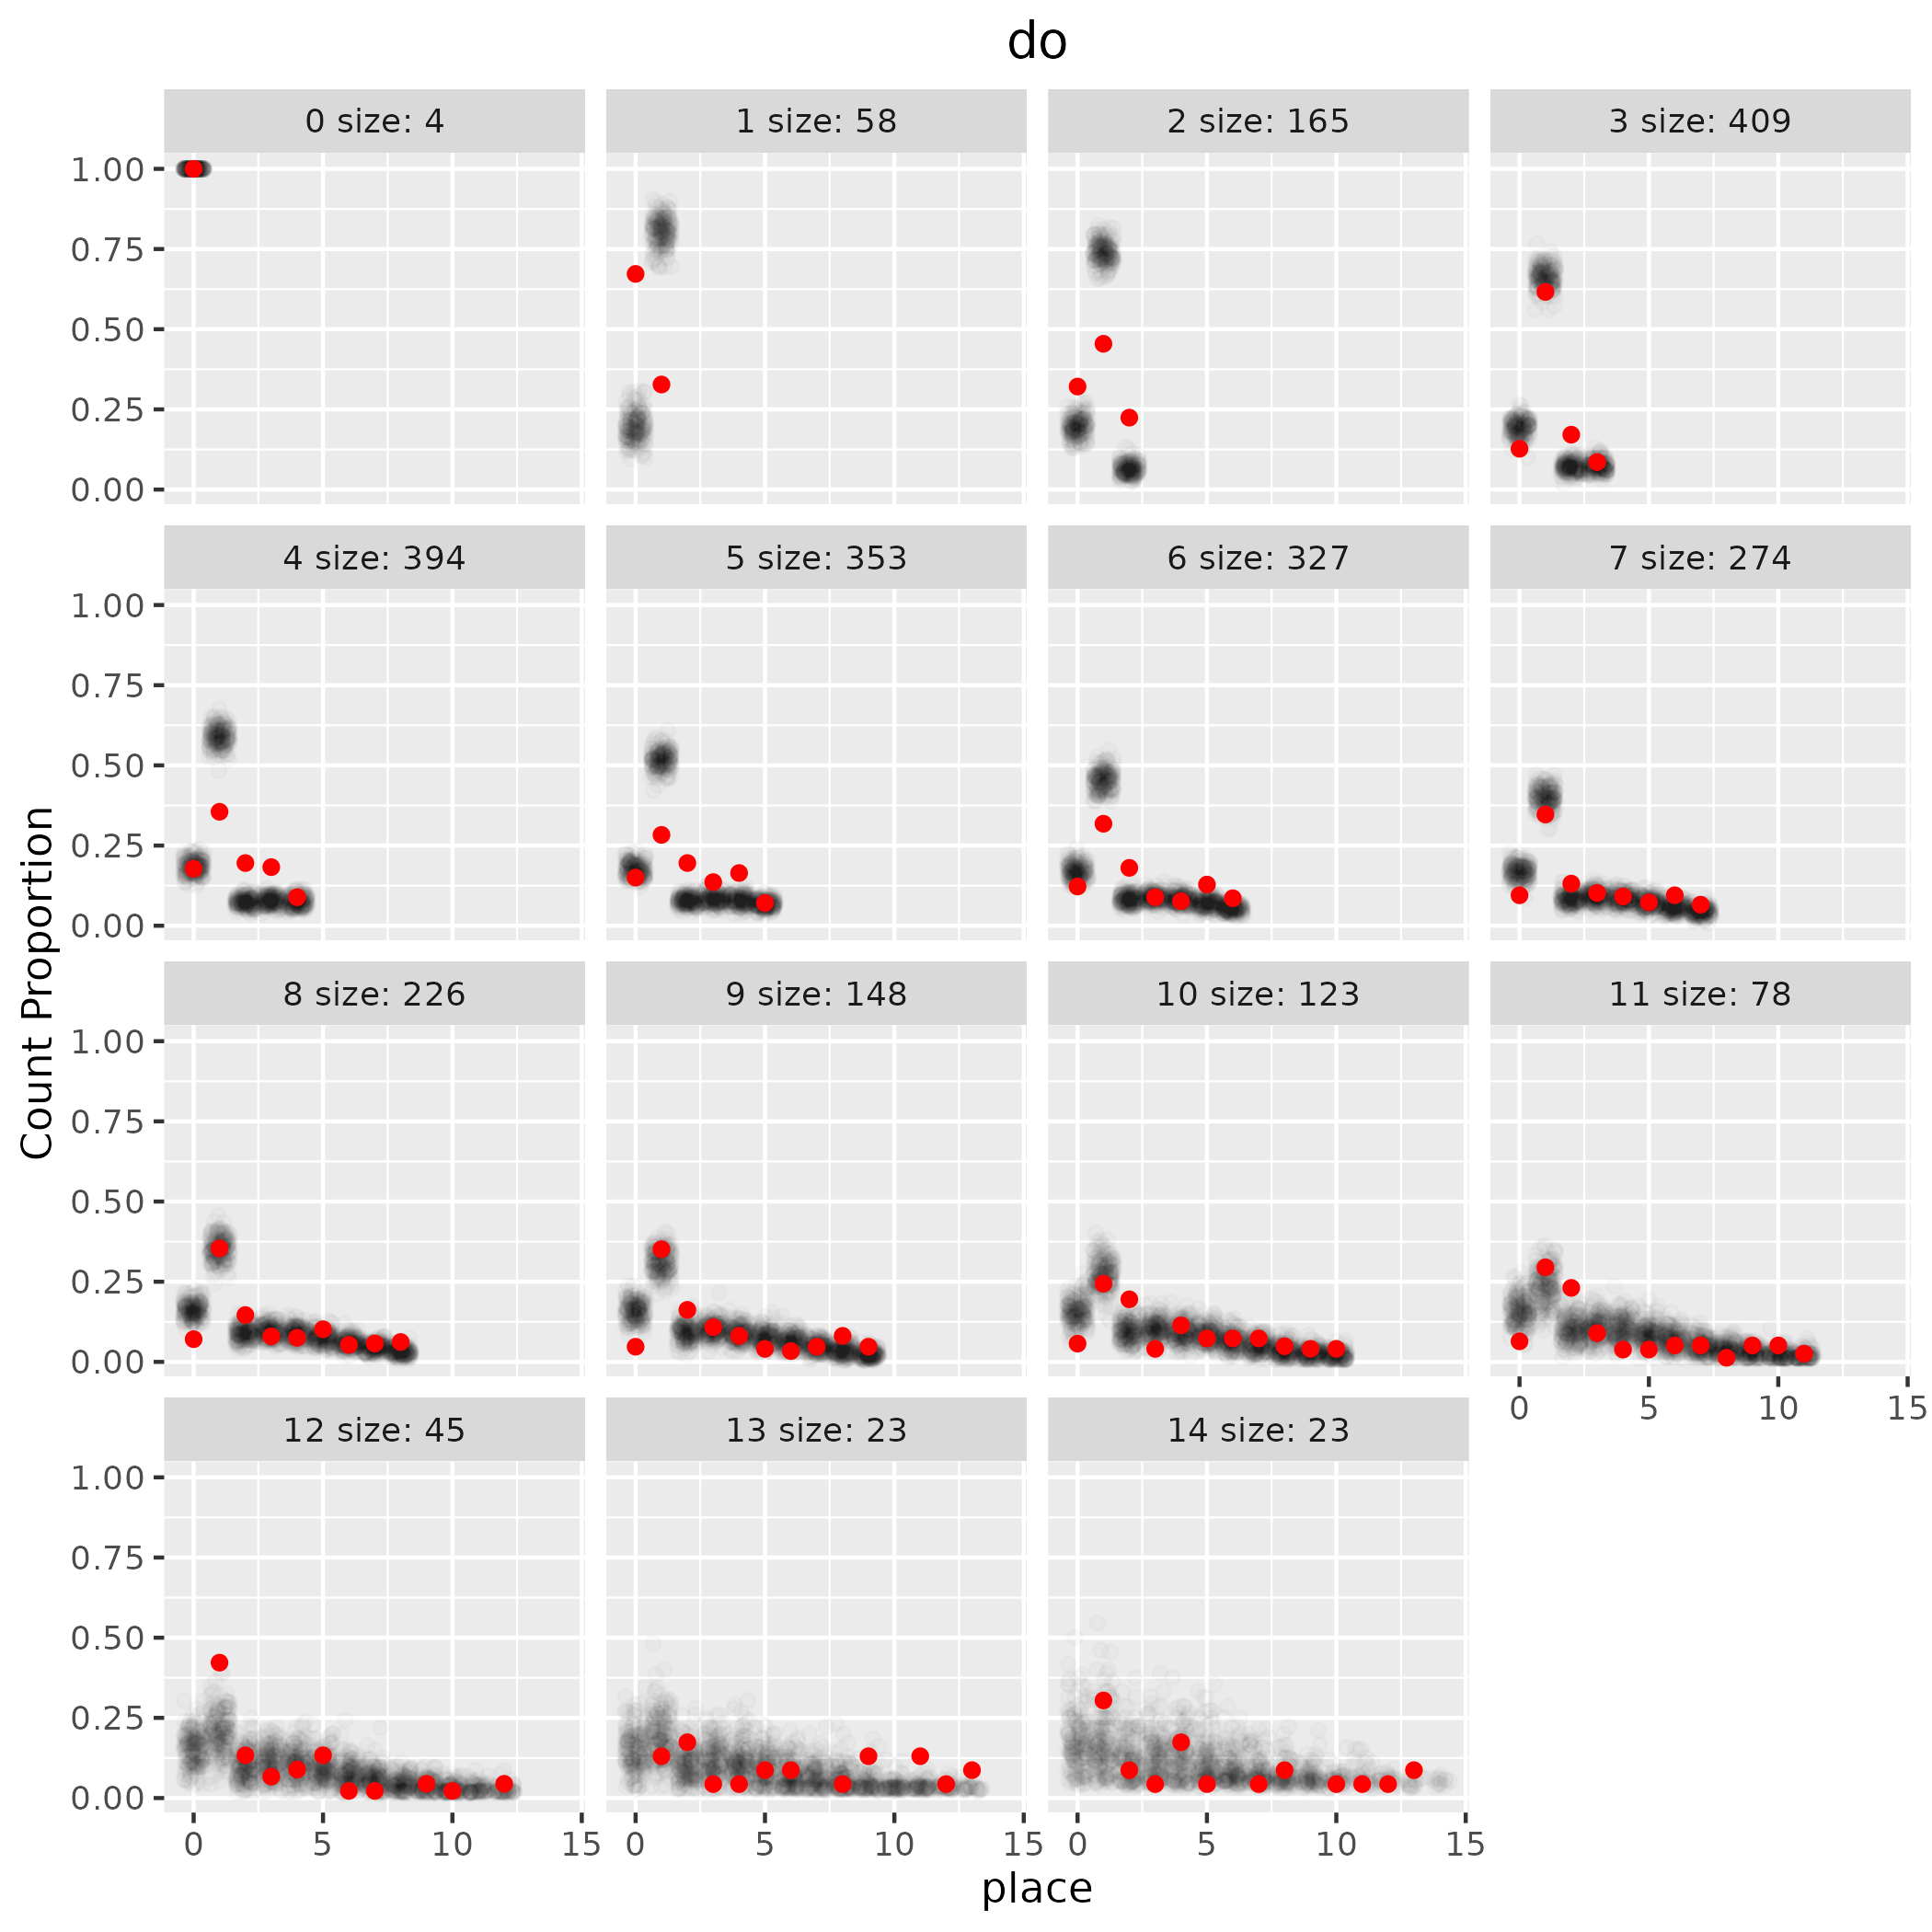 do
0 size: 4
1 size: 58
2 size: 165
3 size: 409
1.00
0.75
0.50
0.25
0.00
4 size: 394
5 size: 353
6 size: 327
7 size: 274
1.00
0.75
0.50
0.25
0.00
Count Proportion
8 size: 226
9 size: 148
10 size: 123
11 size: 78
1.00
0.75
0.50
0.25
0.00
0 5 10 15
12 size: 45
13 size: 23
14 size: 23
1.00
0.75
0.50
0.25
0.00
0 5 10 15
0 5 10 15
0 5 10 15
place